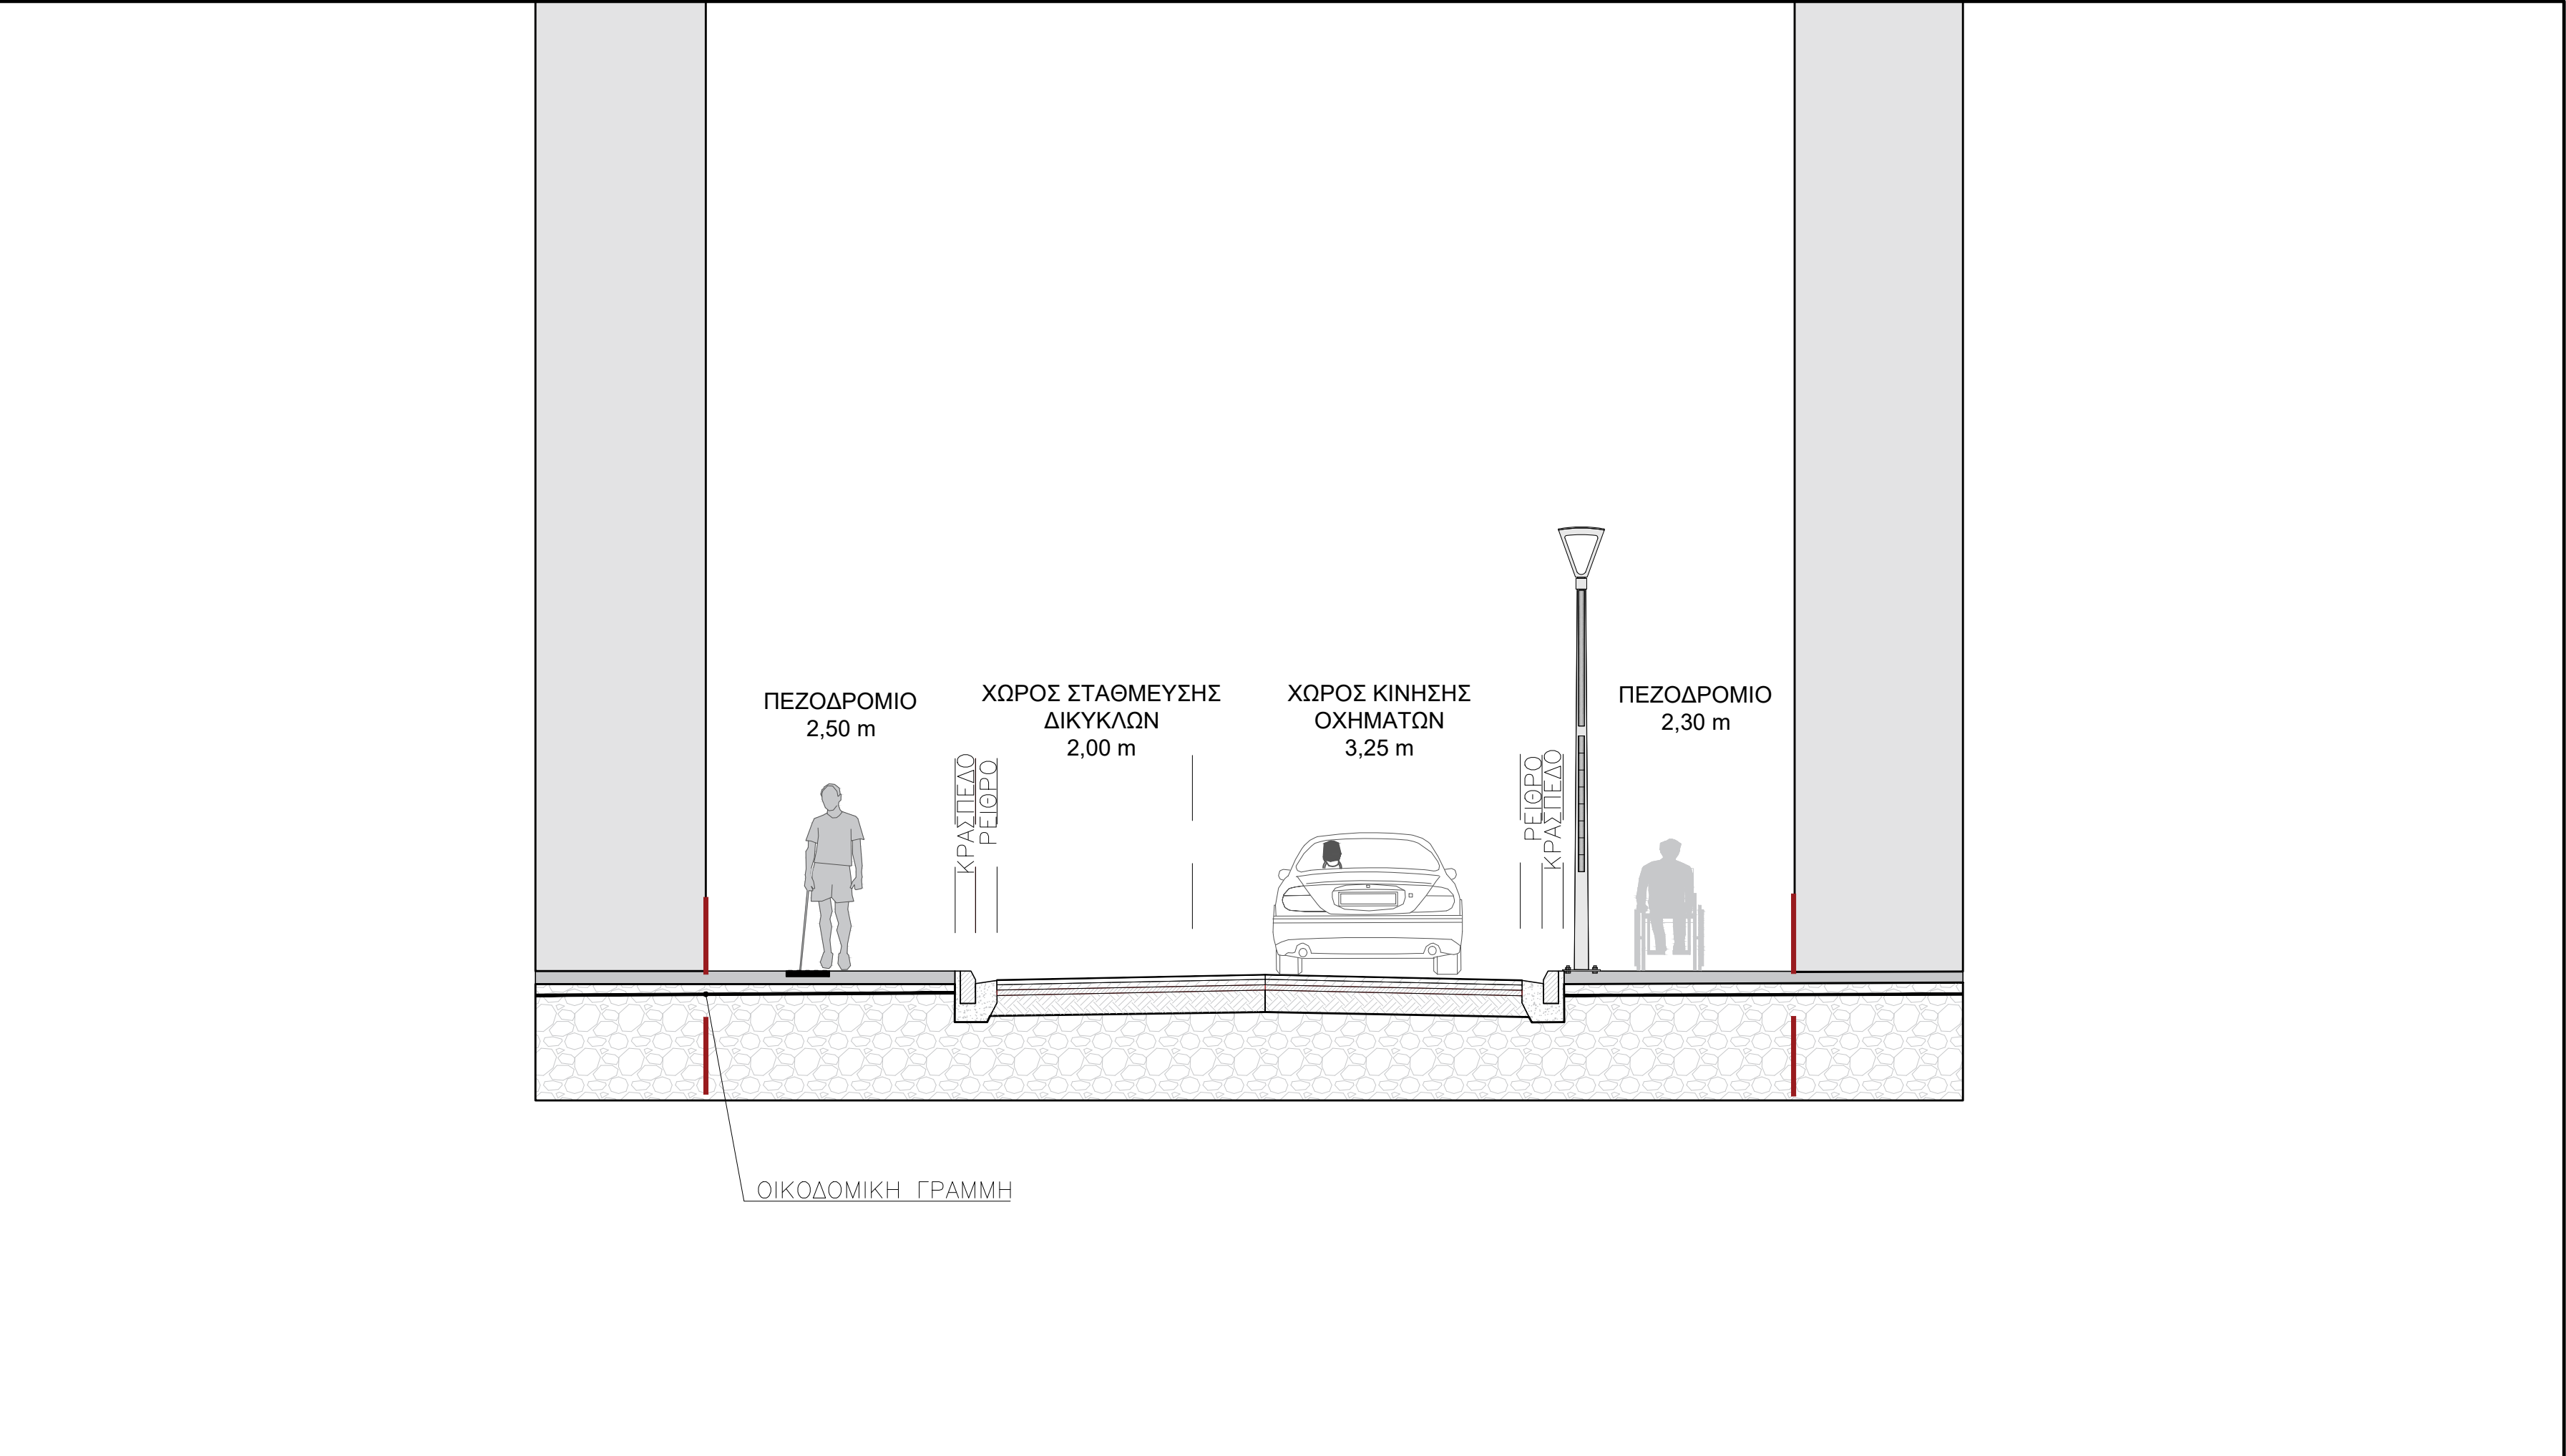 ΠΕΖΟΔΡΟΜΙΟ
2,50 m
ΧΩΡΟΣ ΣΤΑΘΜΕΥΣΗΣ
ΔΙΚΥΚΛΩΝ
2,00 m
ΧΩΡΟΣ ΚΙΝΗΣΗΣ
ΟΧΗΜΑΤΩΝ
3,25 m
ΠΕΖΟΔΡΟΜΙΟ
2,30 m
ΚΡΑΣΠΕΔΟ
ΡΕΙΘΡΟ
ΡΕΙΘΡΟ
ΚΡΑΣΠΕΔΟ
ΟΙΚΟΔΟΜΙΚΗ ΓΡΑΜΜΗ